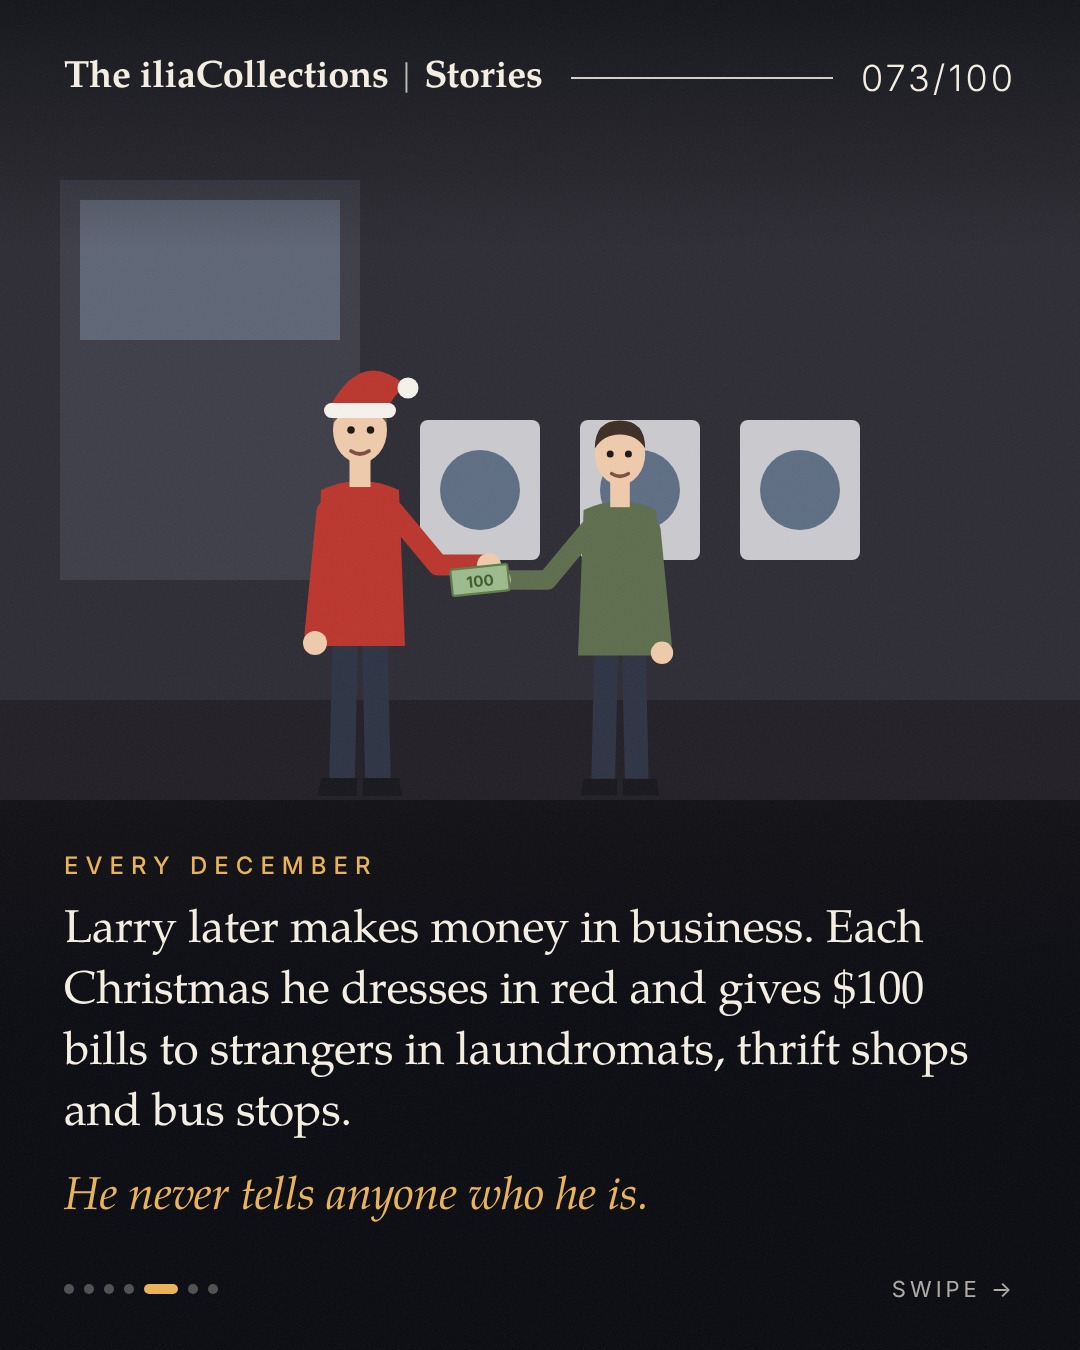 The iliaCollections | Stories 073/100
100
EVERY DECEMBER
Larry later makes money in business. Each
Christmas he dresses in red and gives $100
bills to strangers in laundromats, thrift shops
and bus stops.
He never tells anyone who he is.
SWIPE →